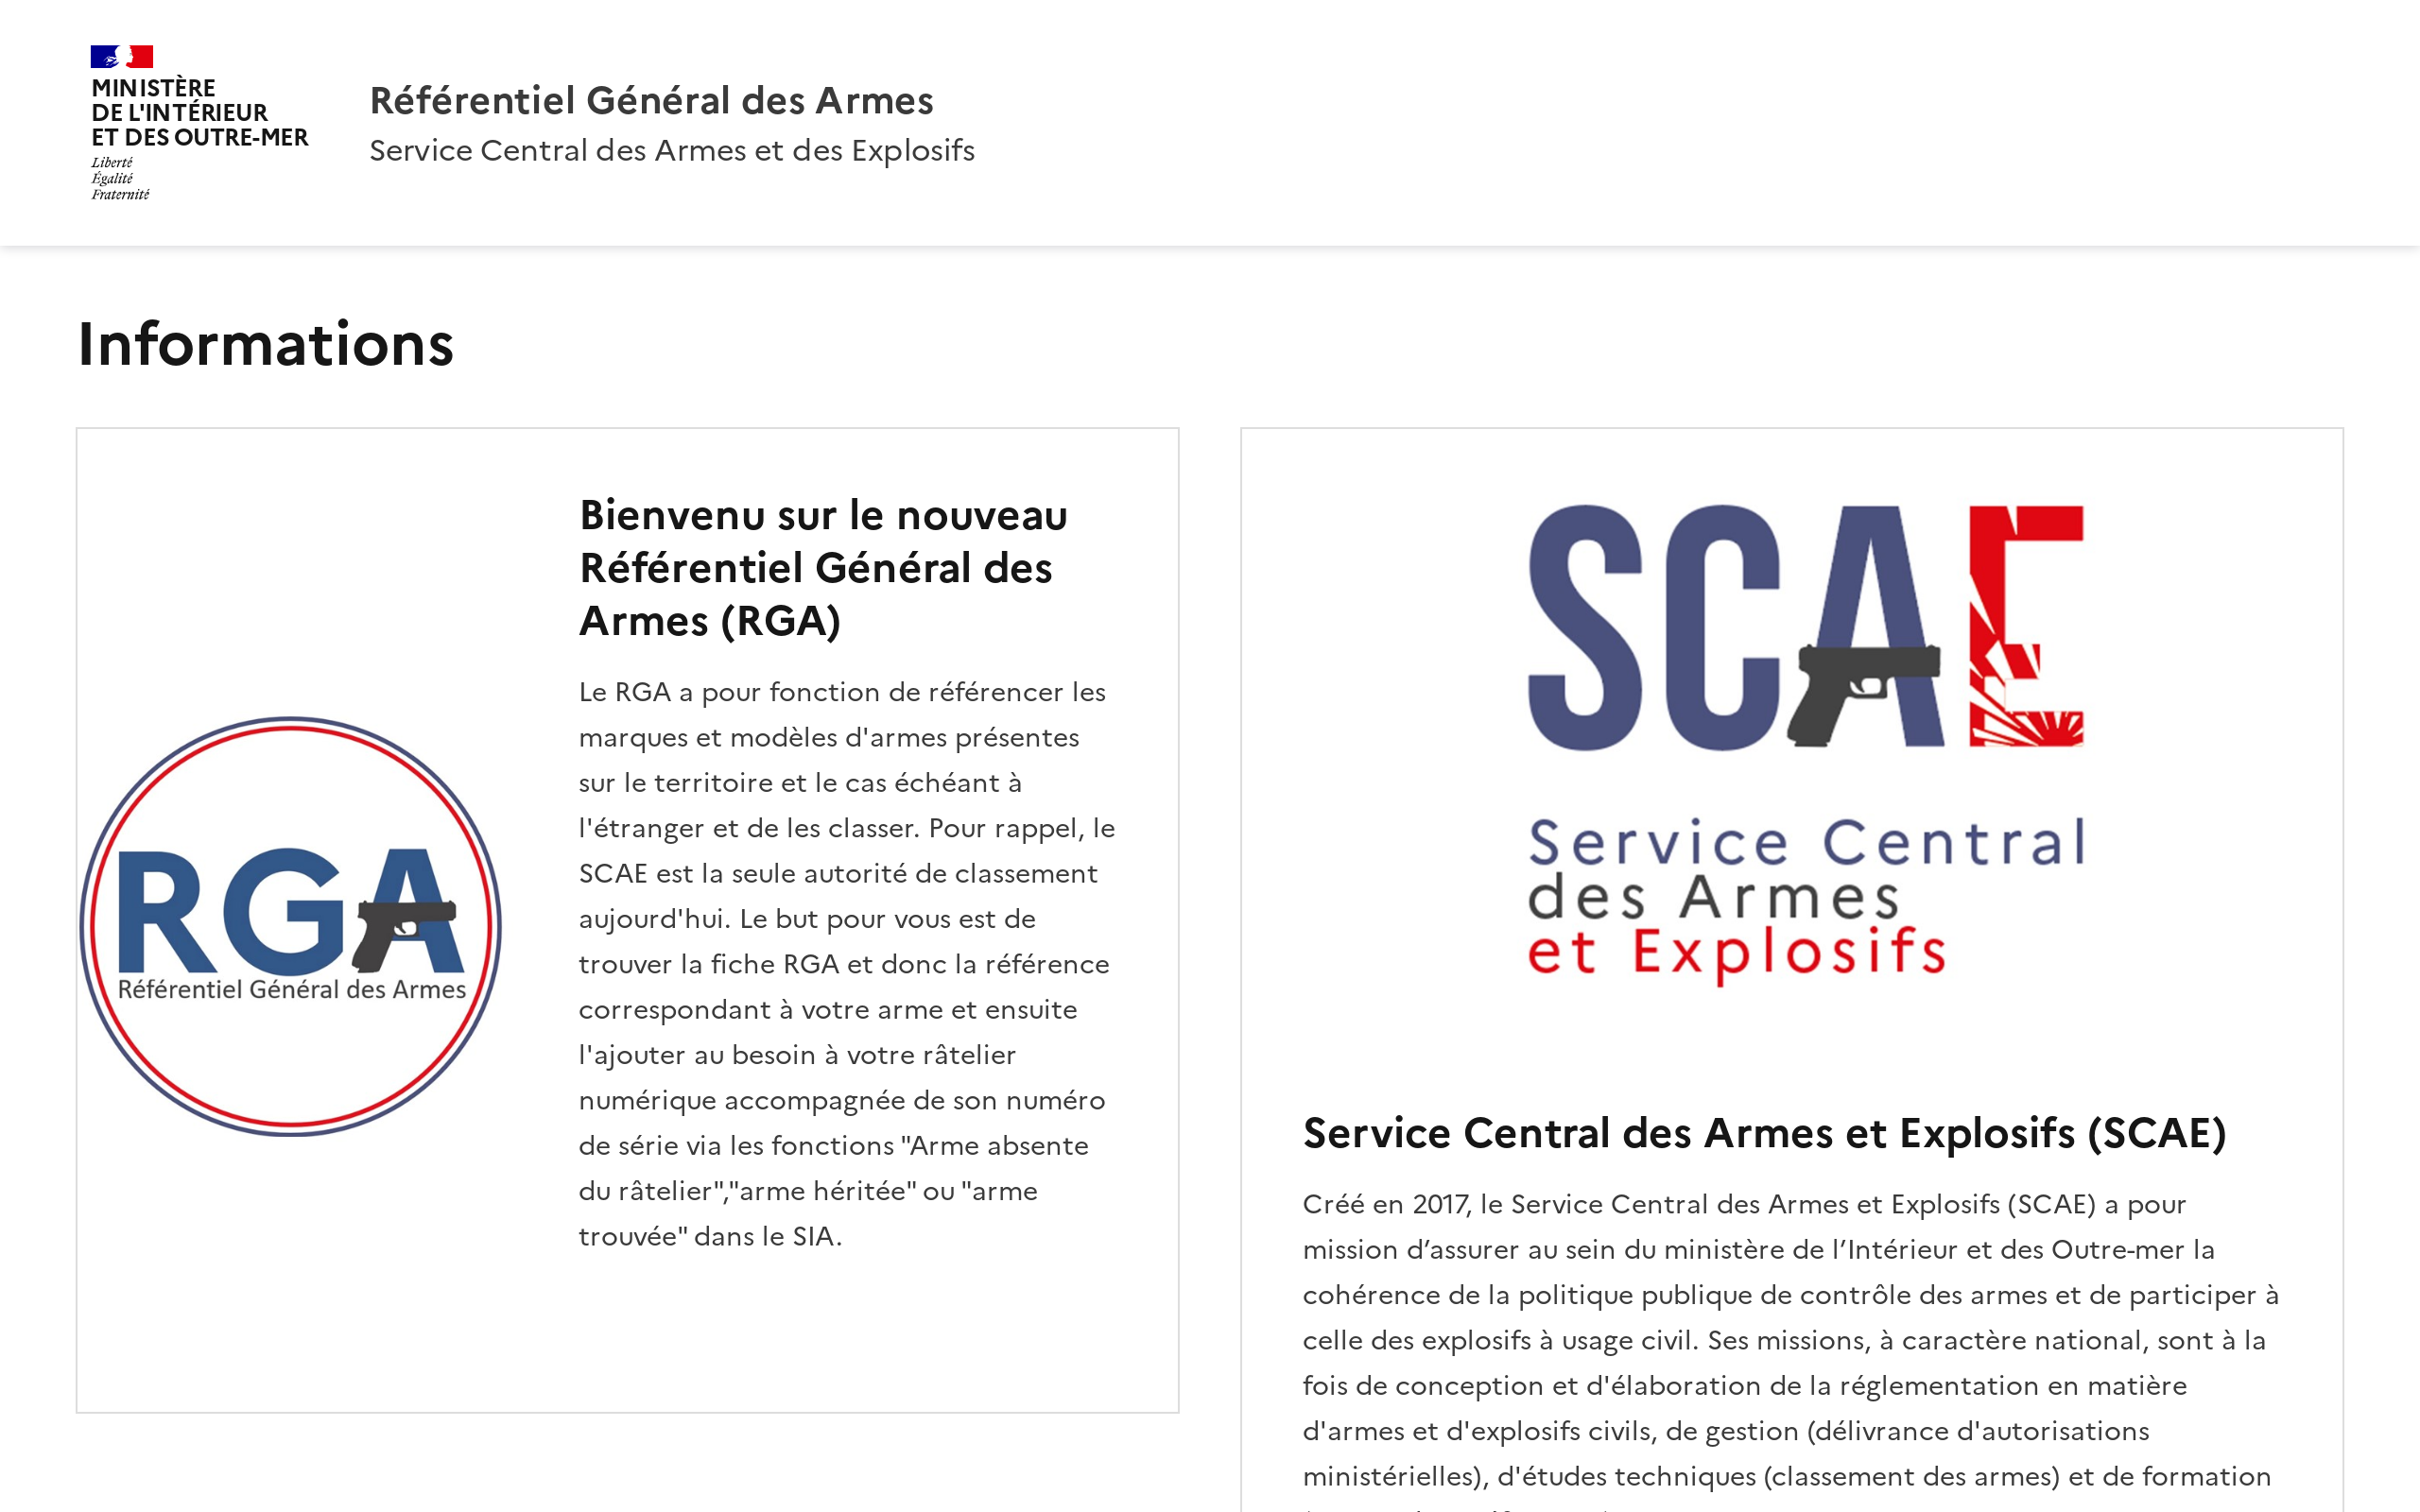 MINISTÈRE
DE L'INTÉRIEUR
ET DES OUTRE-MER
Liberté
Égalité
Fraternité
Référentiel Général des Armes
Service Central des Armes et des Explosifs
Informations
RGA
Référentiel Général des Armes
Bienvenu sur le nouveau
Référentiel Général des
Armes (RGA)
Le RGA a pour fonction de référencer les
marques et modèles d'armes présentes
sur le territoire et le cas échéant à
l'étranger et de les classer. Pour rappel, le
SCAE est la seule autorité de classement
aujourd'hui. Le but pour vous est de
trouver la fiche RGA et donc la référence
correspondant à votre arme et ensuite
l'ajouter au besoin à votre râtelier
numérique accompagnée de son numéro
de série via les fonctions "Arme absente
du râtelier","arme héritée" ou "arme
trouvée" dans le SIA.
SCAE
Service Central
des Armes
et Explosifs
Service Central des Armes et Explosifs (SCAE)
Créé en 2017, le Service Central des Armes et Explosifs (SCAE) a pour
mission d’assurer au sein du ministère de l’Intérieur et des Outre-mer la
cohérence de la politique publique de contrôle des armes et de participer à
celle des explosifs à usage civil. Ses missions, à caractère national, sont à la
fois de conception et d'élaboration de la réglementation en matière
d'armes et d'explosifs civils, de gestion (délivrance d'autorisations
ministérielles), d'études techniques (classement des armes) et de formation